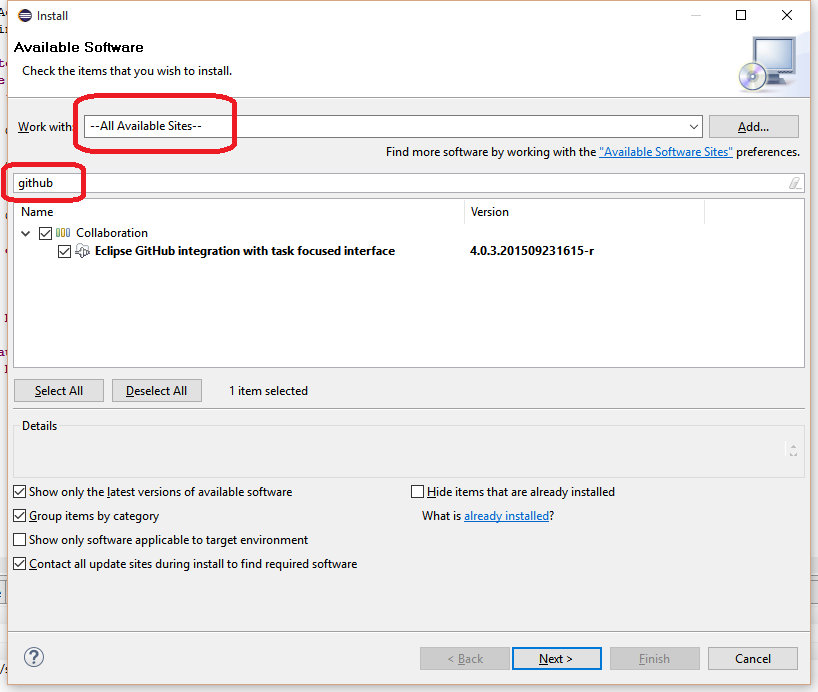 Install
Available Software
Check the items that you wish to install.
Work with: --All Available Sites-- Add...
Find more software by working with the "Available Software Sites" preferences.
github
Name Version
Collaboration
Eclipse GitHub integration with task focused interface 4.0.3.201509231615-r
Select All Deselect All 1 item selected
Details
Show only the latest versions of available software Hide items that are already installed
Group items by category What is already installed?
Show only software applicable to target environment
Contact all update sites during install to find required software
? < Back Next > Finish Cancel